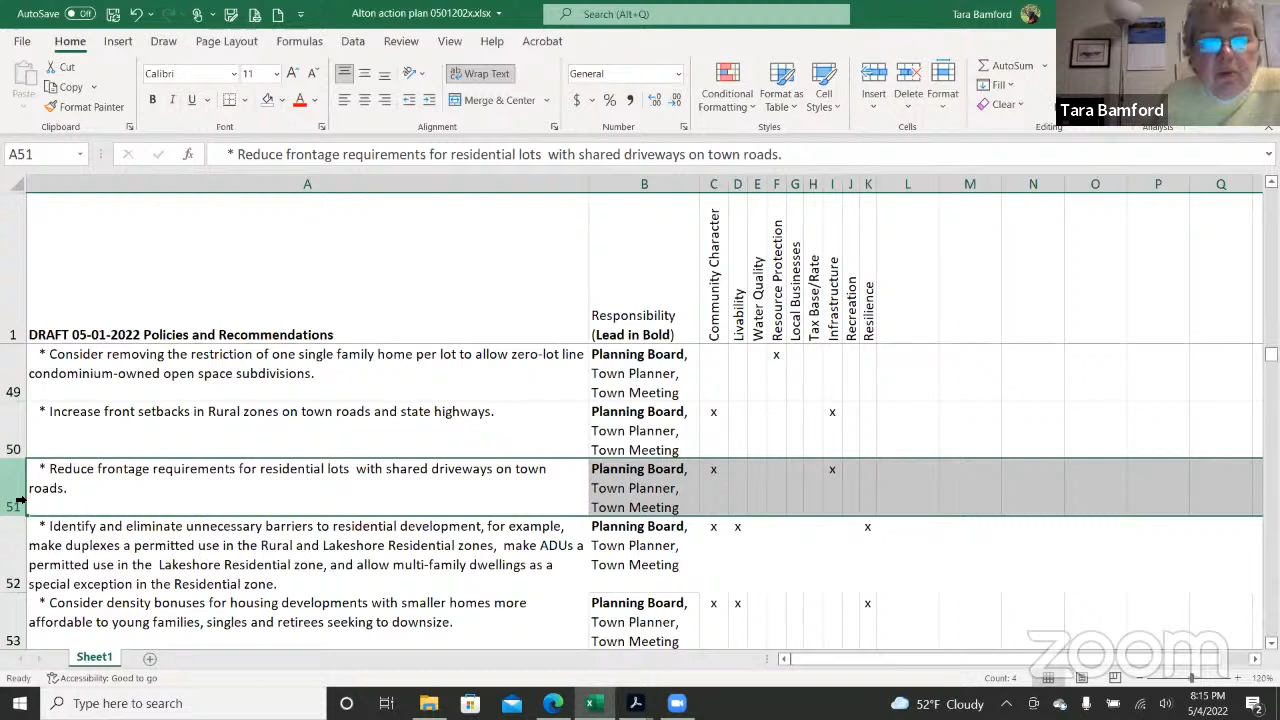 AutoSave Off Alton action plan 0501202xxlsx Search (Alt+Q) Tara Bamford
File Home Insert Draw Page Layout Formulas Data Review View Help Acrobat
Paste Cut Copy Format Painter Calibri 11 Wrap Text Merge & Center General Conditional Formatting Format as Table Cell Styles Insert Delete Format AutoSum Fill Clear
Clipboard Font Alignment Number Styles Cells Editing Analysis
Tara Bamford
A51 * Reduce frontage requirements for residential lots with shared driveways on town roads.
A B C D E F G H I J K L M N O P Q
1 DRAFT 05-01-2022 Policies and Recommendations
Responsibility
(Lead in Bold)
Community Character
Livability
Water Quality
Resource Protection
Local Businesses
Tax Base/Rate
Infrastructure
Recreation
Resilience
* Consider removing the restriction of one single family home per lot to allow zero-lot line Planning Board, x
condominium-owned open space subdivisions. Town Planner,
49 Town Meeting
* Increase front setbacks in Rural zones on town roads and state highways. Planning Board, x x
Town Planner,
50 Town Meeting
* Reduce frontage requirements for residential lots with shared driveways on town Planning Board, x x
roads. Town Planner,
51 Town Meeting
* Identify and eliminate unnecessary barriers to residential development, for example, Planning Board, x x x
make duplexes a permitted use in the Rural and Lakeshore Residential zones, make ADUs a Town Planner,
permitted use in the Lakeshore Residential zone, and allow multi-family dwellings as a Town Meeting
52 special exception in the Residential zone.
* Consider density bonuses for housing developments with smaller homes more Planning Board, x x x
affordable to young families, singles and retirees seeking to downsize. Town Planner,
53 Town Meeting
zoom
Sheet1
Ready Accessibility: Good to go Count: 4 120%
Type here to search 52°F Cloudy 8:15 PM
5/4/2022 2